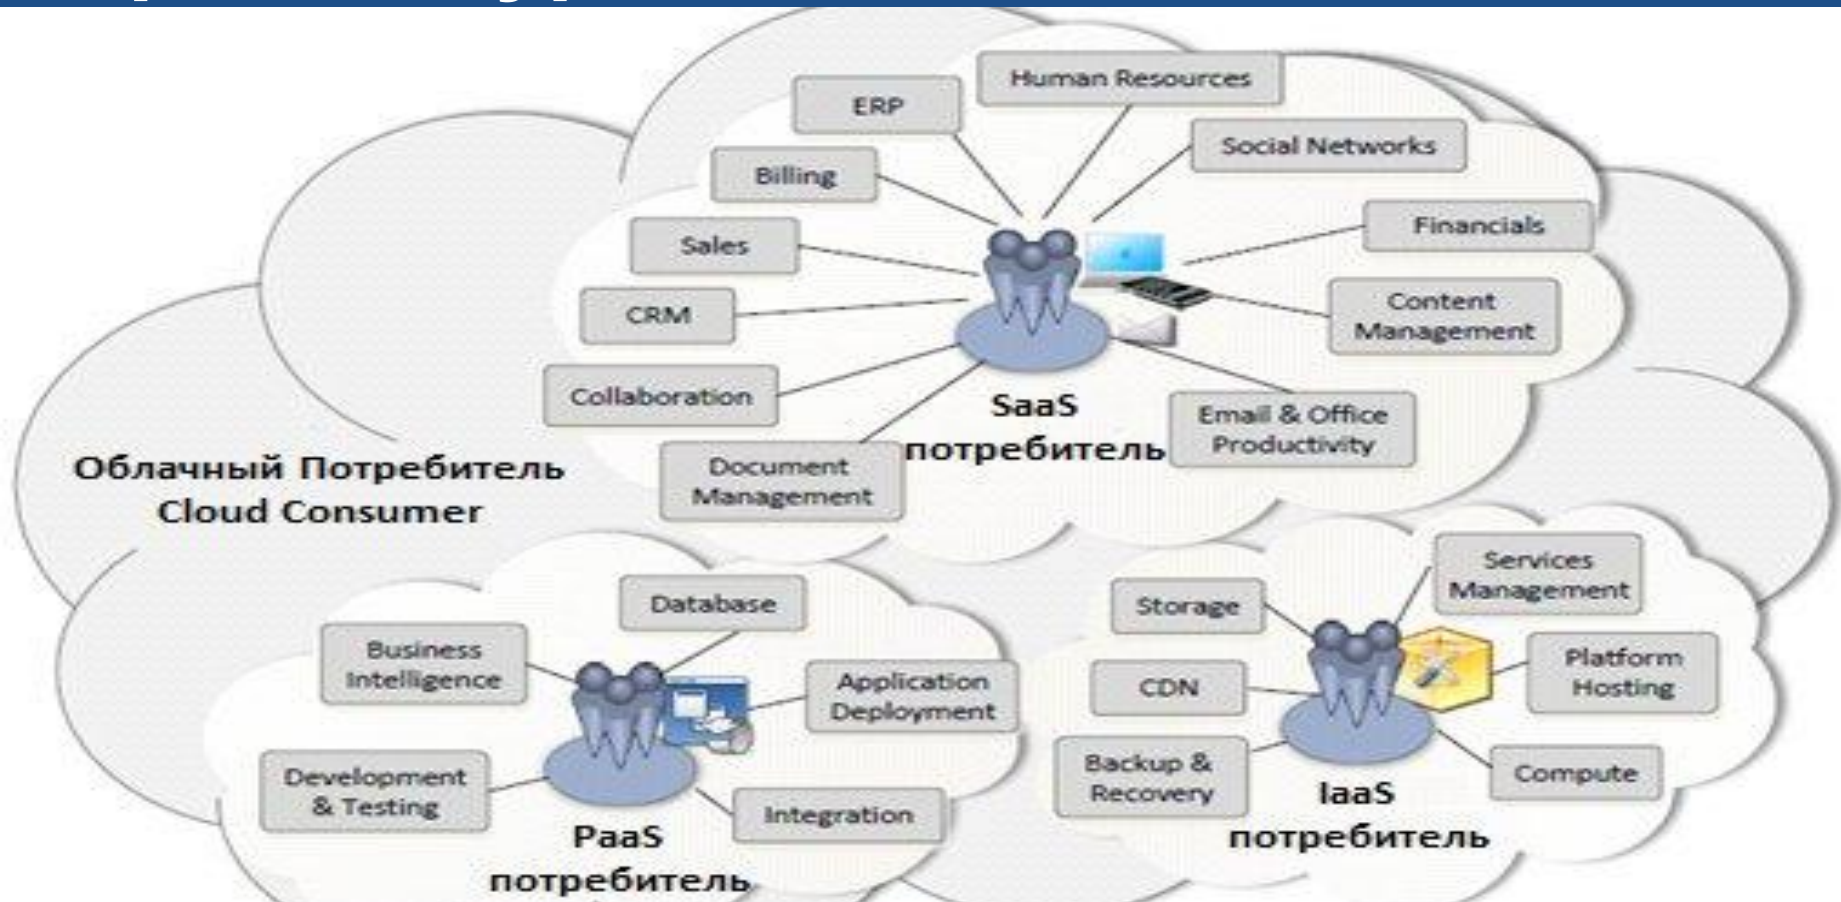 Human Resources
ERP
Social Networks
Billing
Financials
Sales
Content
Management
CRM
Collaboration
SaaS
потребитель
Email & Office
Productivity
Document
Management
Облачный Потребитель
Cloud Consumer
Database
Business
Intelligence
Application
Deployment
Development
& Testing
Integration
PaaS
потребитель
Services
Management
Storage
Platform
Hosting
CDN
Backup &
Recovery
Compute
IaaS
потребитель